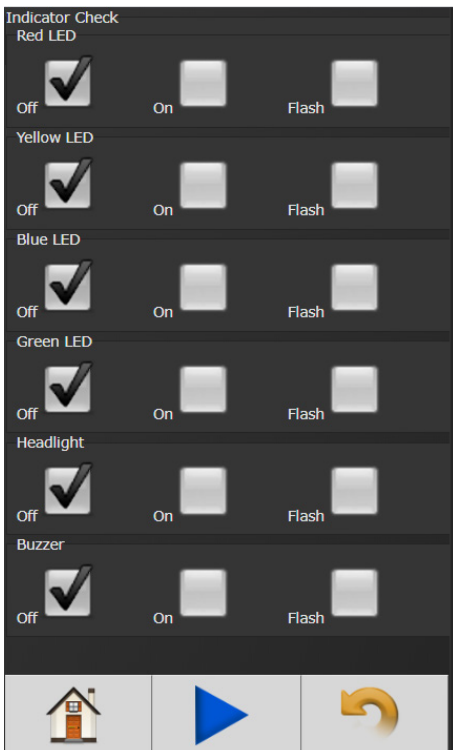 Indicator Check
Red LED
Off On Flash
Yellow LED
Off On Flash
Blue LED
Off On Flash
Green LED
Off On Flash
Headlight
Off On Flash
Buzzer
Off On Flash